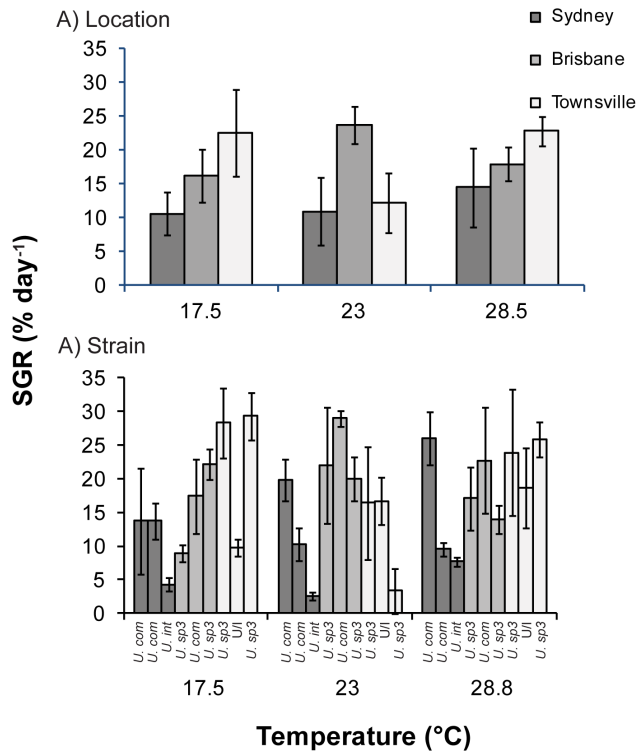 A) Location
Sydney
Brisbane
Townsville
35
30
25
20
15
10
5
0
17.5 23 28.5
SGR (% day-1)
A) Strain
35
30
25
20
15
10
5
0
U. com U. com U. int U. sp3 U. com U. sp3 U. sp3 U/I U. sp3 U. com U. com U. int U. sp3 U. com U. sp3 U. sp3 U/I U. sp3 U. com U. com U. int U. sp3 U. com U. sp3 U. sp3 U/I U. sp3
17.5 23 28.8
Temperature (°C)